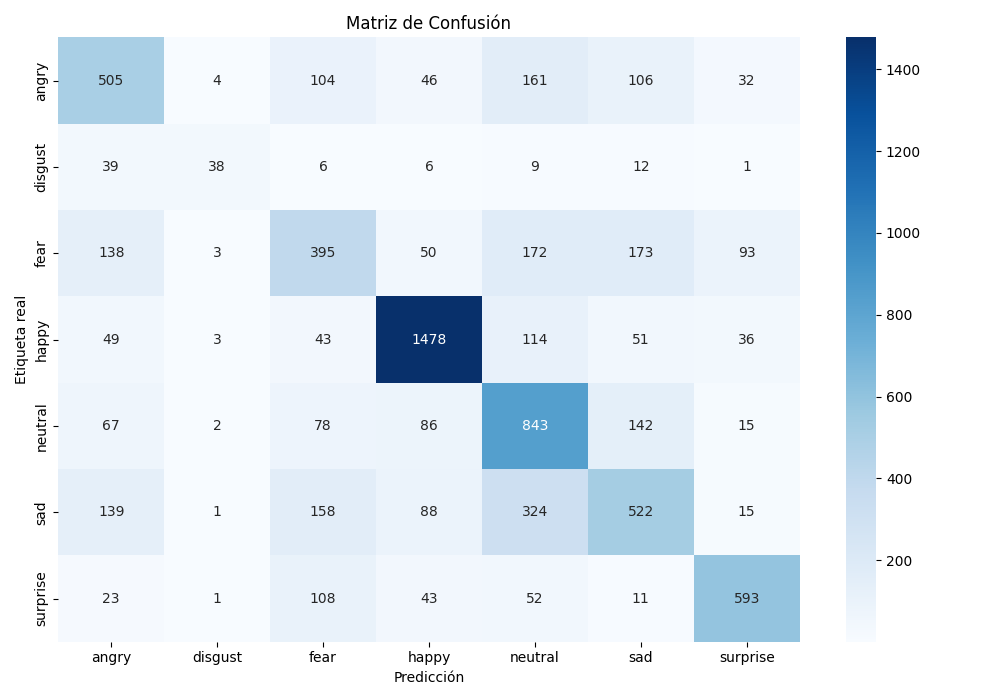 Matriz de Confusión
Etiqueta real
angry 505 4 104 46 161 106 32
disgust 39 38 6 6 9 12 1
fear 138 3 395 50 172 173 93
happy 49 3 43 1478 114 51 36
neutral 67 2 78 86 843 142 15
sad 139 1 158 88 324 522 15
surprise 23 1 108 43 52 11 593
angry disgust fear happy neutral sad surprise
Predicción
1400
1200
1000
800
600
400
200